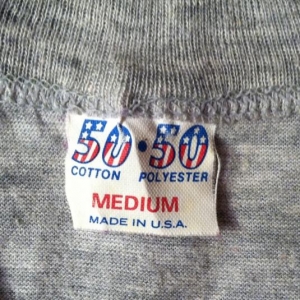 50•50
COTTON POLYESTER
MEDIUM
MADE IN U.S.A.